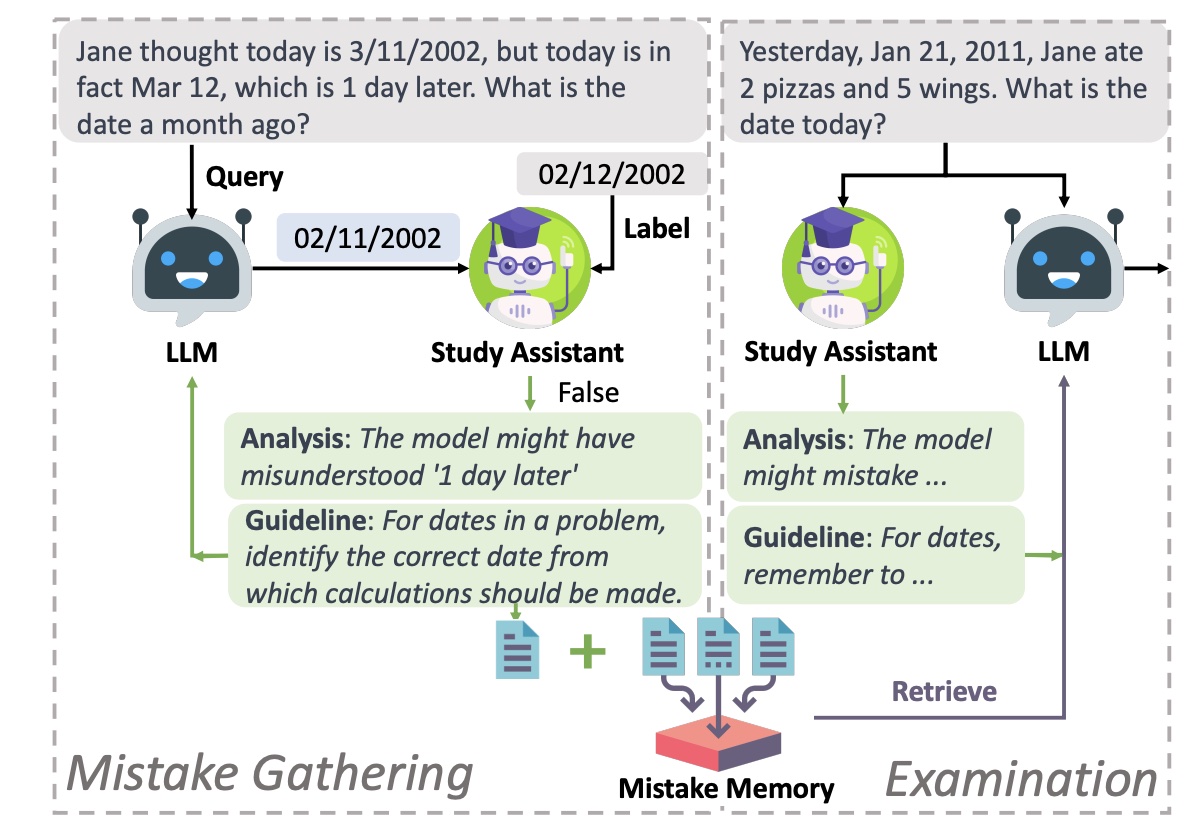 Jane thought today is 3/11/2002, but today is in
fact Mar 12, which is 1 day later. What is the
date a month ago?
Query
02/12/2002
Label
02/11/2002
LLM
Study Assistant
False
Analysis: The model might have
misunderstood '1 day later'
Guideline: For dates in a problem,
identify the correct date from
which calculations should be made.
Mistake Gathering
Mistake Memory
Yesterday, Jan 21, 2011, Jane ate
2 pizzas and 5 wings. What is the
date today?
Study Assistant
LLM
Analysis: The model
might mistake ...
Guideline: For dates,
remember to ...
Retrieve
Examination